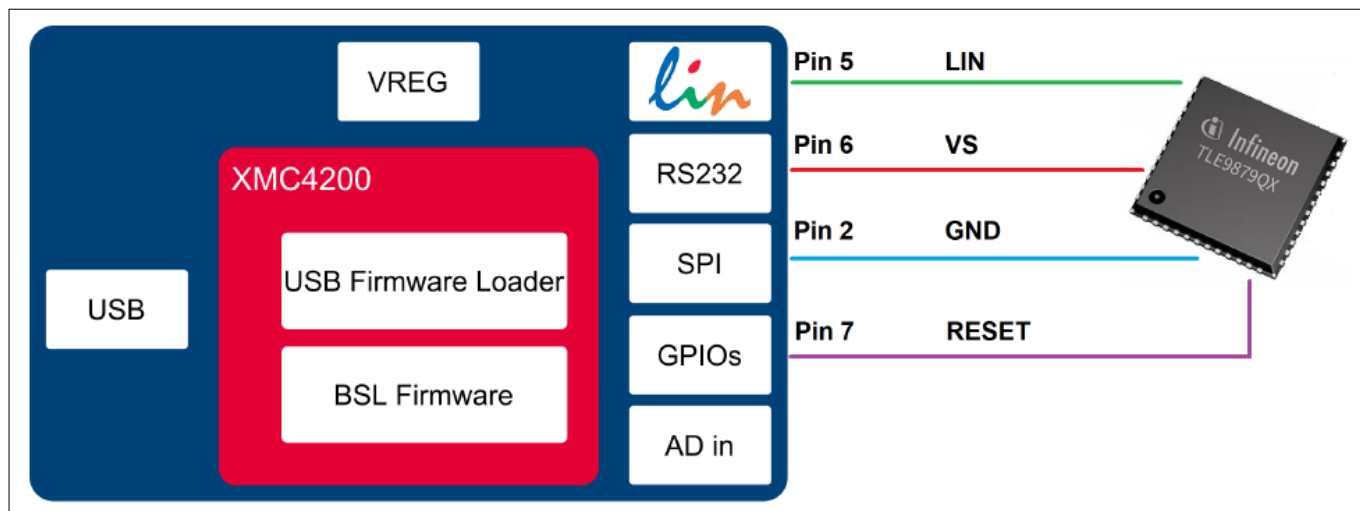 VREG
lin
XMC4200
USB Firmware Loader
BSL Firmware
USB
RS232
SPI
GPIOs
AD in
Pin 5 LIN
Pin 6 VS
Pin 2 GND
Pin 7 RESET
Infineon
TLE9879QX